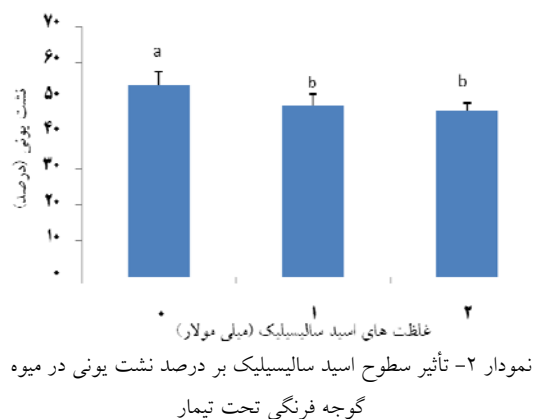 ۷۰
۶۰
۵۰
۴۰
۳۰
۲۰
۱۰
۰
نشت یونی (درصد)
a
b
b
۰ ۱ ۲
غلظت های اسید سالیسیلیک (میلی مولار)
نمودار ۲- تأثیر سطوح اسید سالیسیلیک بر درصد نشت یونی در میوه
گوجه فرنگی تحت تیمار